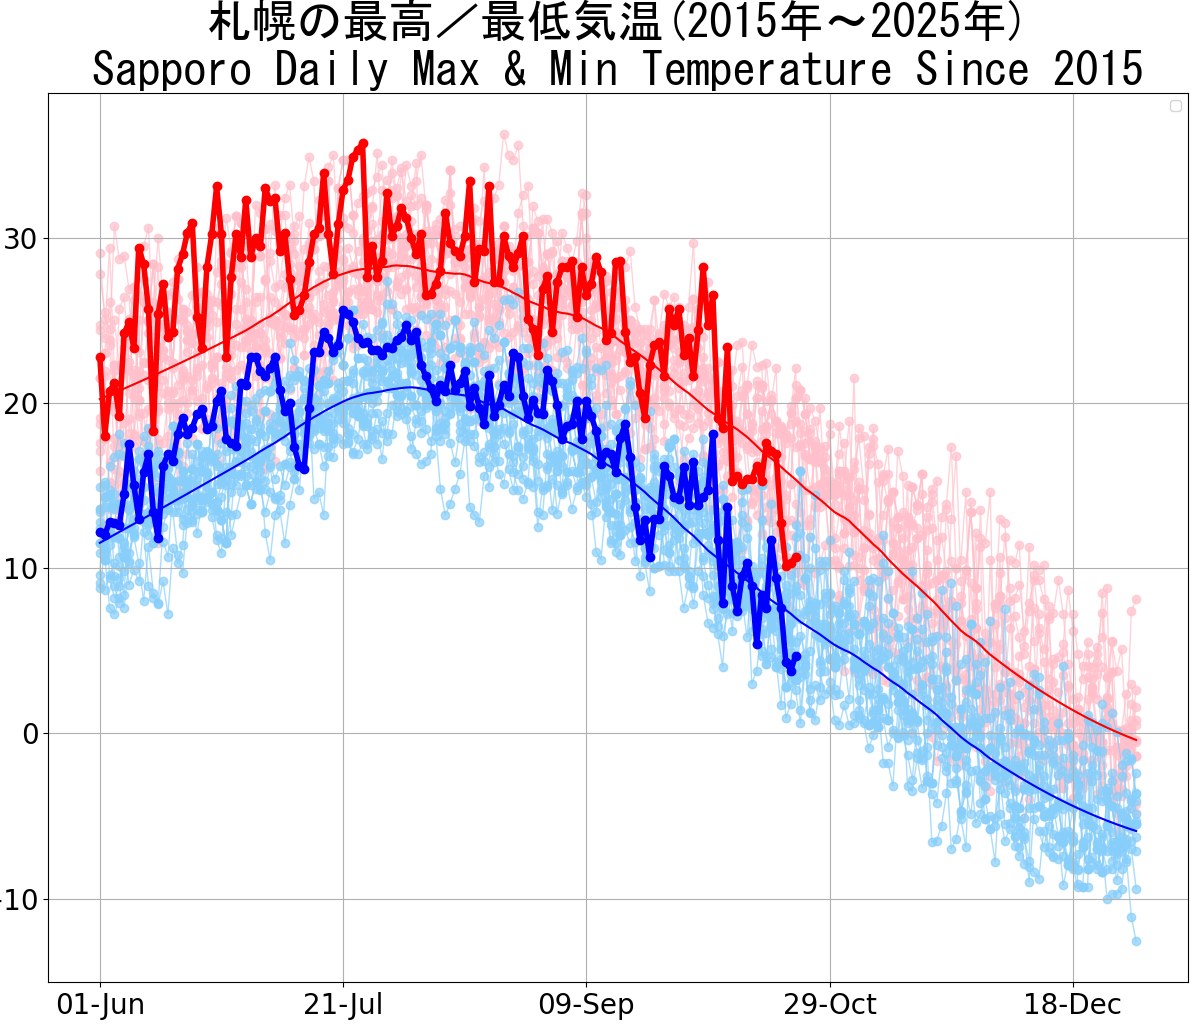 札幌の最高／最低気温(2015年～2025年)
Sapporo Daily Max & Min Temperature Since 2015
30
20
10
0
-10
01-Jun 21-Jul 09-Sep 29-Oct 18-Dec